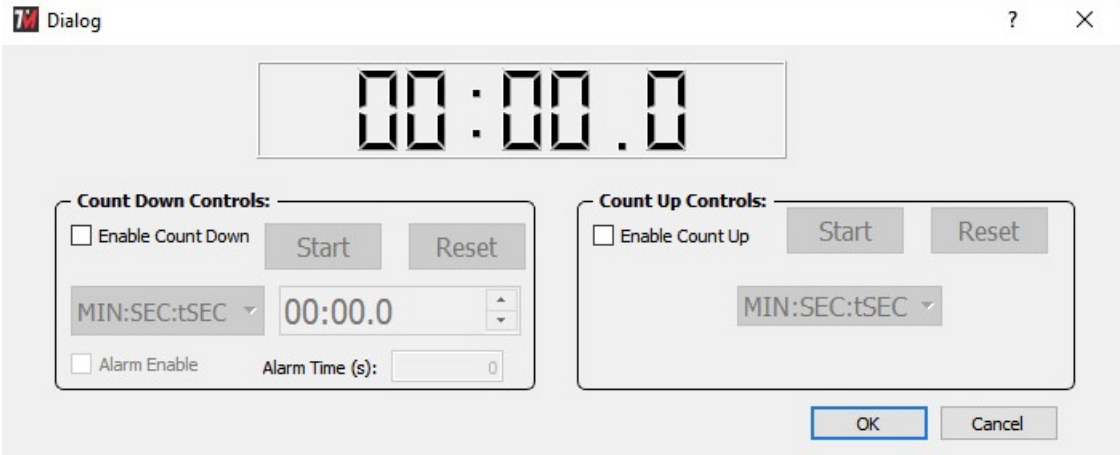 Dialog
?
00:00.0
Count Down Controls:
Enable Count Down
Start
Reset
MIN:SEC:tSEC
00:00.0
Alarm Enable
Alarm Time (s):
0
Count Up Controls:
Enable Count Up
Start
Reset
MIN:SEC:tSEC
OK
Cancel